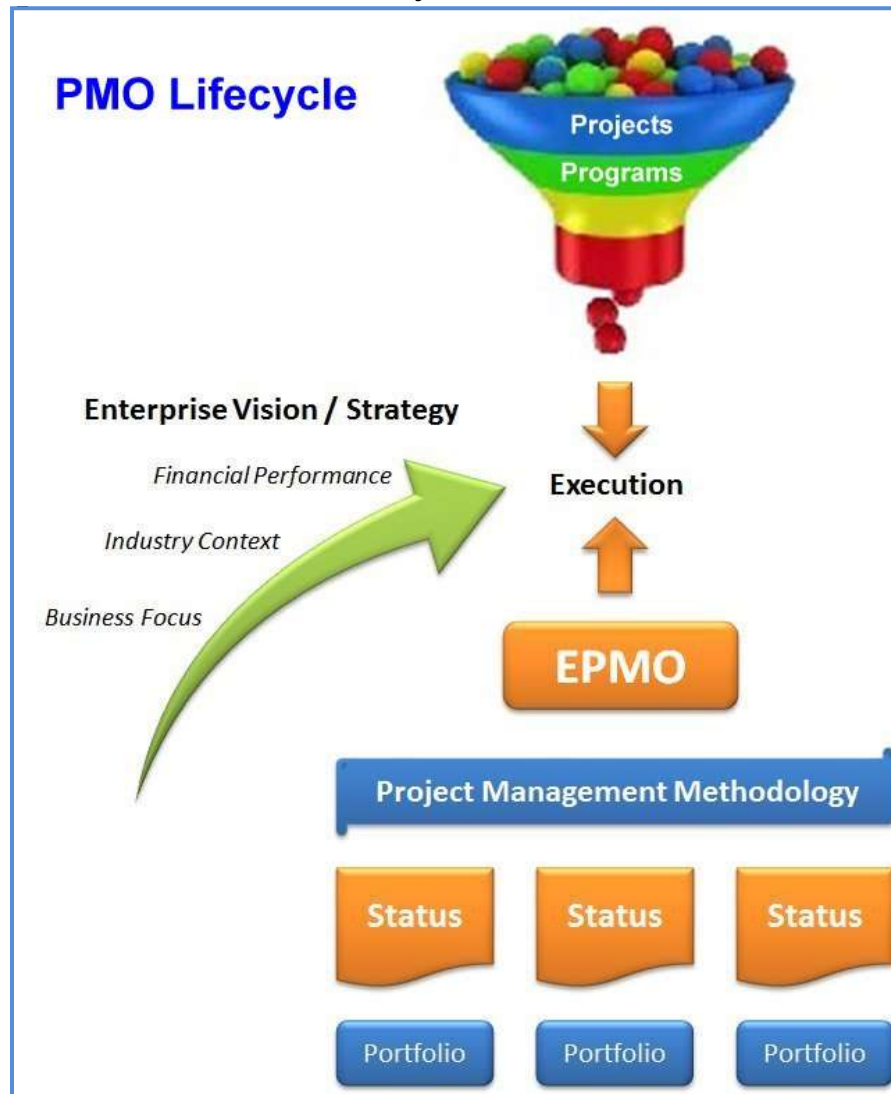 PMO Lifecycle
Projects
Programs
Enterprise Vision / Strategy
Financial Performance
Industry Context
Business Focus
Execution
EPMO
Project Management Methodology
Status Status Status
Portfolio Portfolio Portfolio